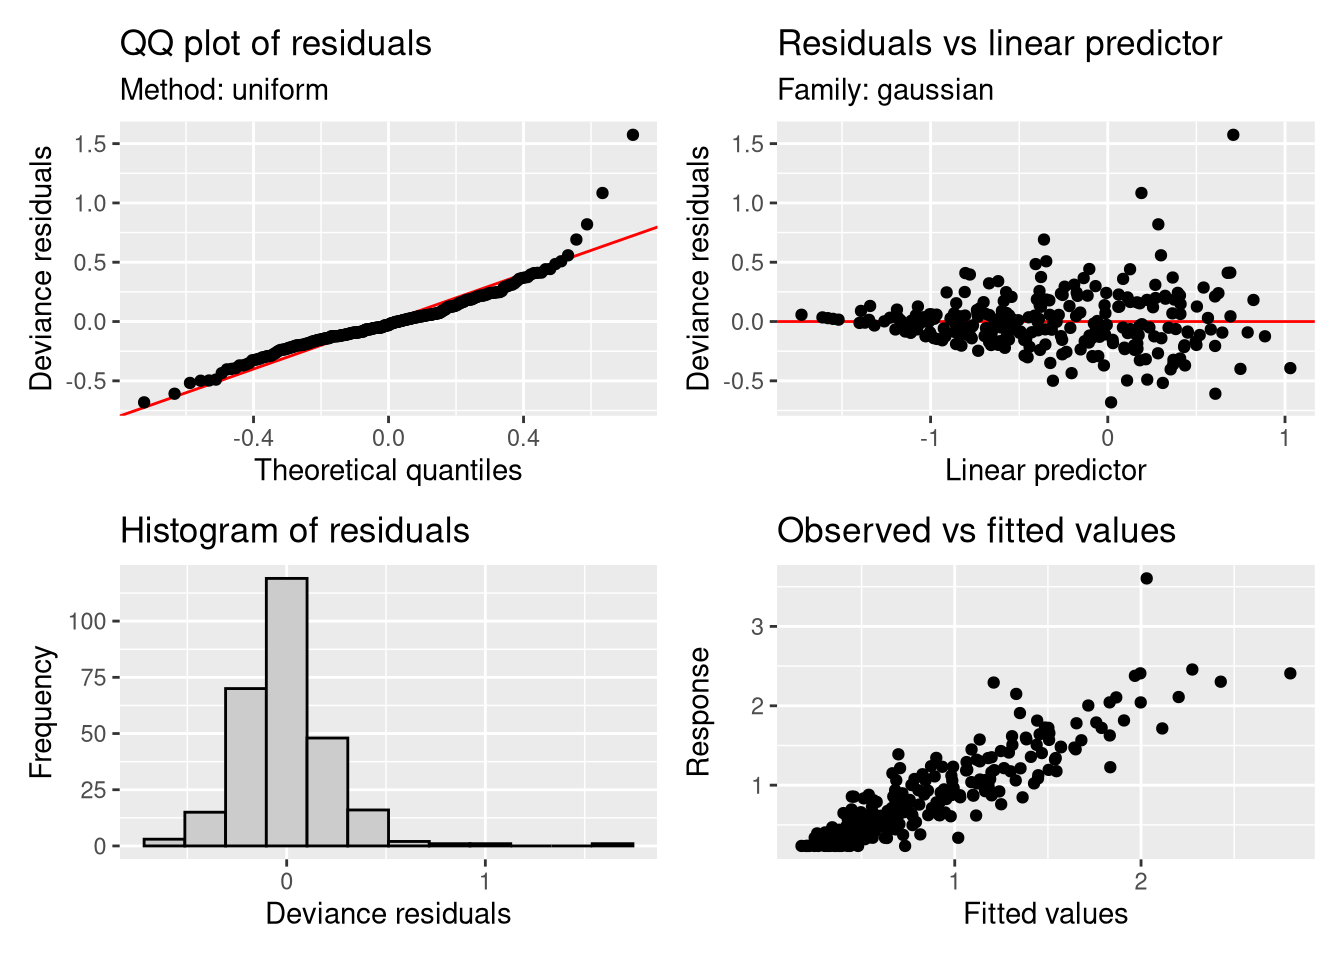 QQ plot of residuals
Method: uniform
1.5
1.0
0.5
0.0
-0.5
Deviance residuals
-0.4
0.0
0.4
Theoretical quantiles
Residuals vs linear predictor
Family: gaussian
1.5
1.0
0.5
0.0
-0.5
Deviance residuals
-1
0
1
Linear predictor
Histogram of residuals
100
75
50
25
0
Frequency
0
1
Deviance residuals
Observed vs fitted values
3
2
1
Response
1
2
Fitted values